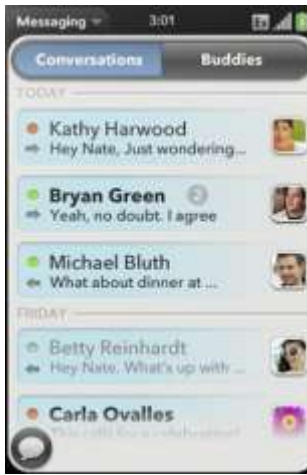 Messaging
3:01
Conversations
Buddies
TODAY
Kathy Harwood
Hey Nate, Just wondering...
Bryan Green
Yeah, no doubt. I agree
Michael Bluth
What about dinner at ...
FRIDAY
Betty Reinhardt
Hey Nate. What's up with ...
Carla Ovalles